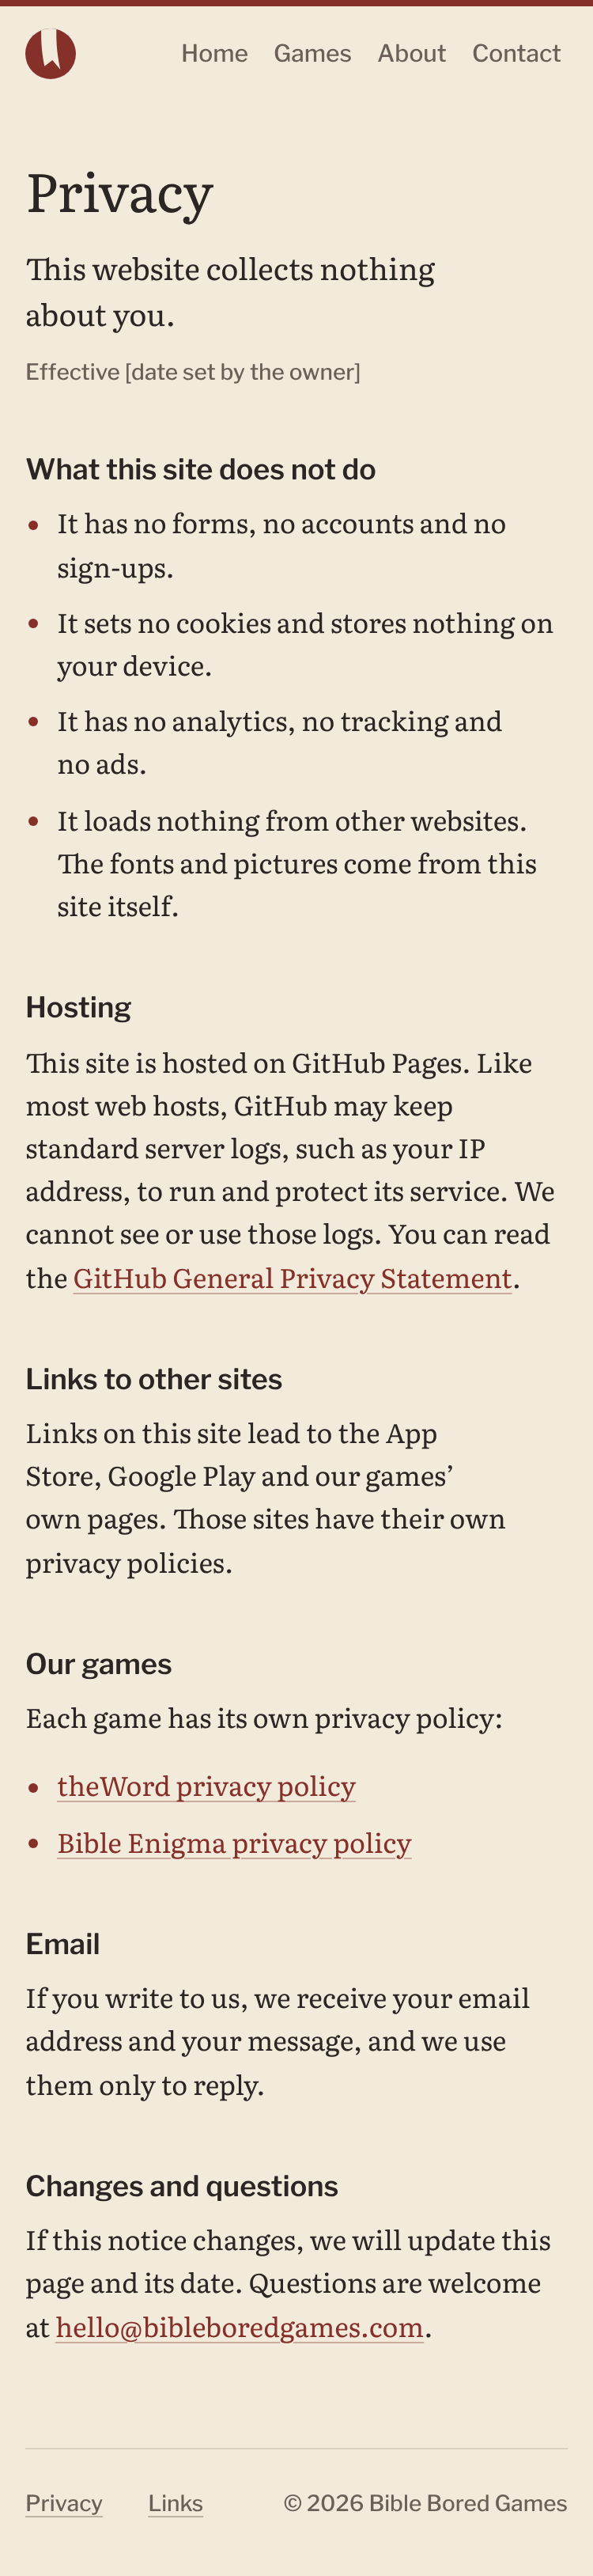 Home Games About Contact
Privacy
This website collects nothing
about you.
Effective [date set by the owner]
What this site does not do
• It has no forms, no accounts and no
sign-ups.
• It sets no cookies and stores nothing on
your device.
• It has no analytics, no tracking and
no ads.
• It loads nothing from other websites.
The fonts and pictures come from this
site itself.
Hosting
This site is hosted on GitHub Pages. Like
most web hosts, GitHub may keep
standard server logs, such as your IP
address, to run and protect its service. We
cannot see or use those logs. You can read
the GitHub General Privacy Statement.
Links to other sites
Links on this site lead to the App
Store, Google Play and our games’
own pages. Those sites have their own
privacy policies.
Our games
Each game has its own privacy policy:
• theWord privacy policy
• Bible Enigma privacy policy
Email
If you write to us, we receive your email
address and your message, and we use
them only to reply.
Changes and questions
If this notice changes, we will update this
page and its date. Questions are welcome
at hello@bibleboredgames.com.
Privacy Links © 2026 Bible Bored Games